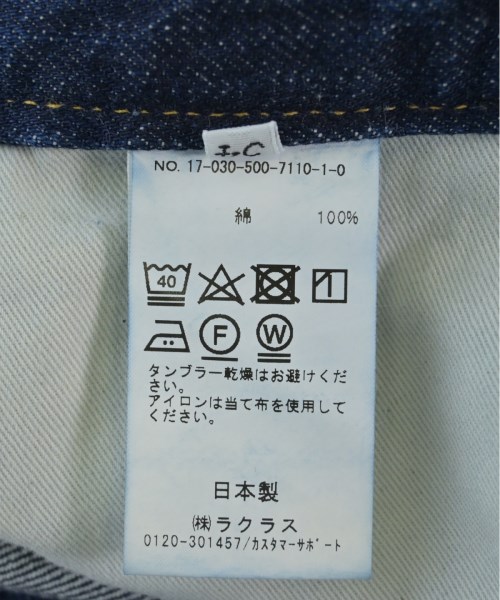 NO. 17-030-500-7110-1-0
綿 100%
40
F W
タンブラー乾燥はお避けくだ
さい。
アイロンは当て布を使用して
ください。
日本製
㈱ラクラス
0120-301457/カスタマーサポート